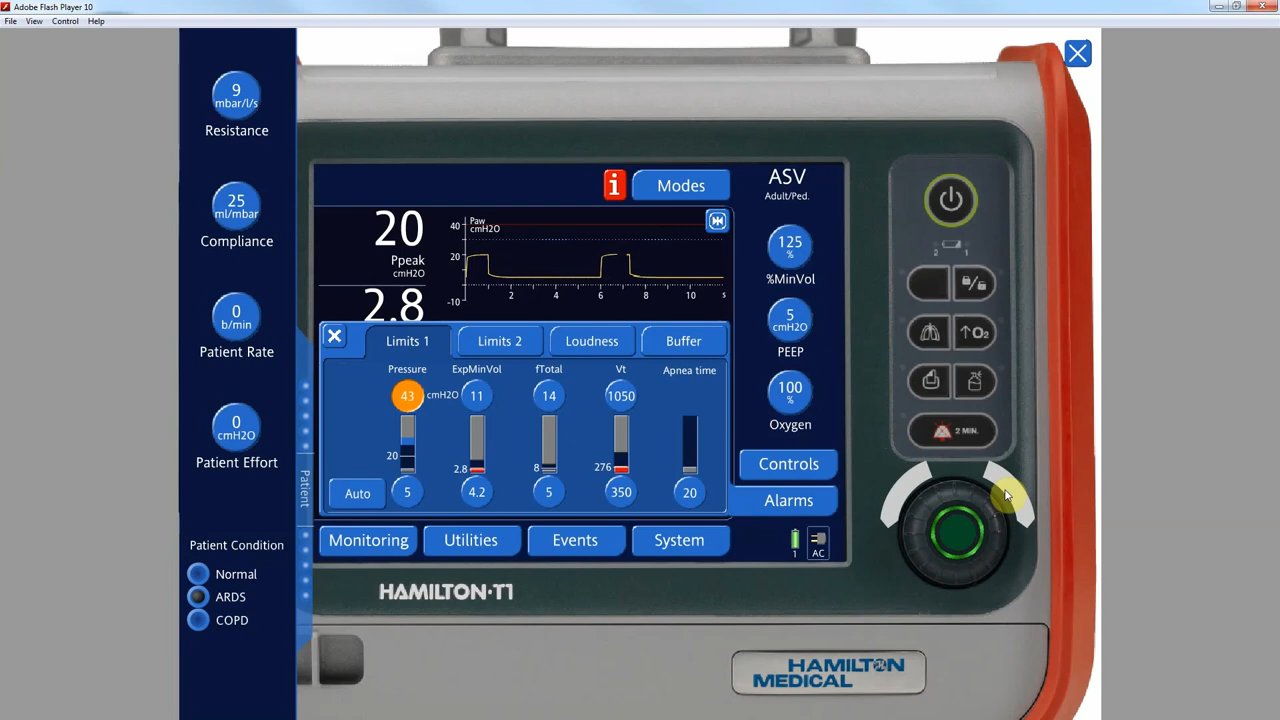 Adobe Flash Player 10
File View Control Help
9
mbar/l/s
Resistance
25
ml/mbar
Compliance
0
b/min
Patient Rate
0
cmH2O
Patient Effort
Patient Condition
Normal
ARDS
COPD
Patient
i
Modes
ASV
Adult/Ped.
20
Ppeak
cmH2O
2.8
Paw
cmH2O
40
20
-10
2 4 6 8 10 s
125
%
%MinVol
5
cmH2O
PEEP
100
%
Oxygen
Limits 1 Limits 2 Loudness Buffer
Pressure ExpMinVol fTotal Vt Apnea time
43 cmH2O 11 14 1050
20 2.8 8 276
Auto 5 4.2 5 350 20
Controls
Alarms
Monitoring Utilities Events System
1 AC
2 1
↑O2
2 MIN.
HAMILTON-T1
HAMILTON
MEDICAL